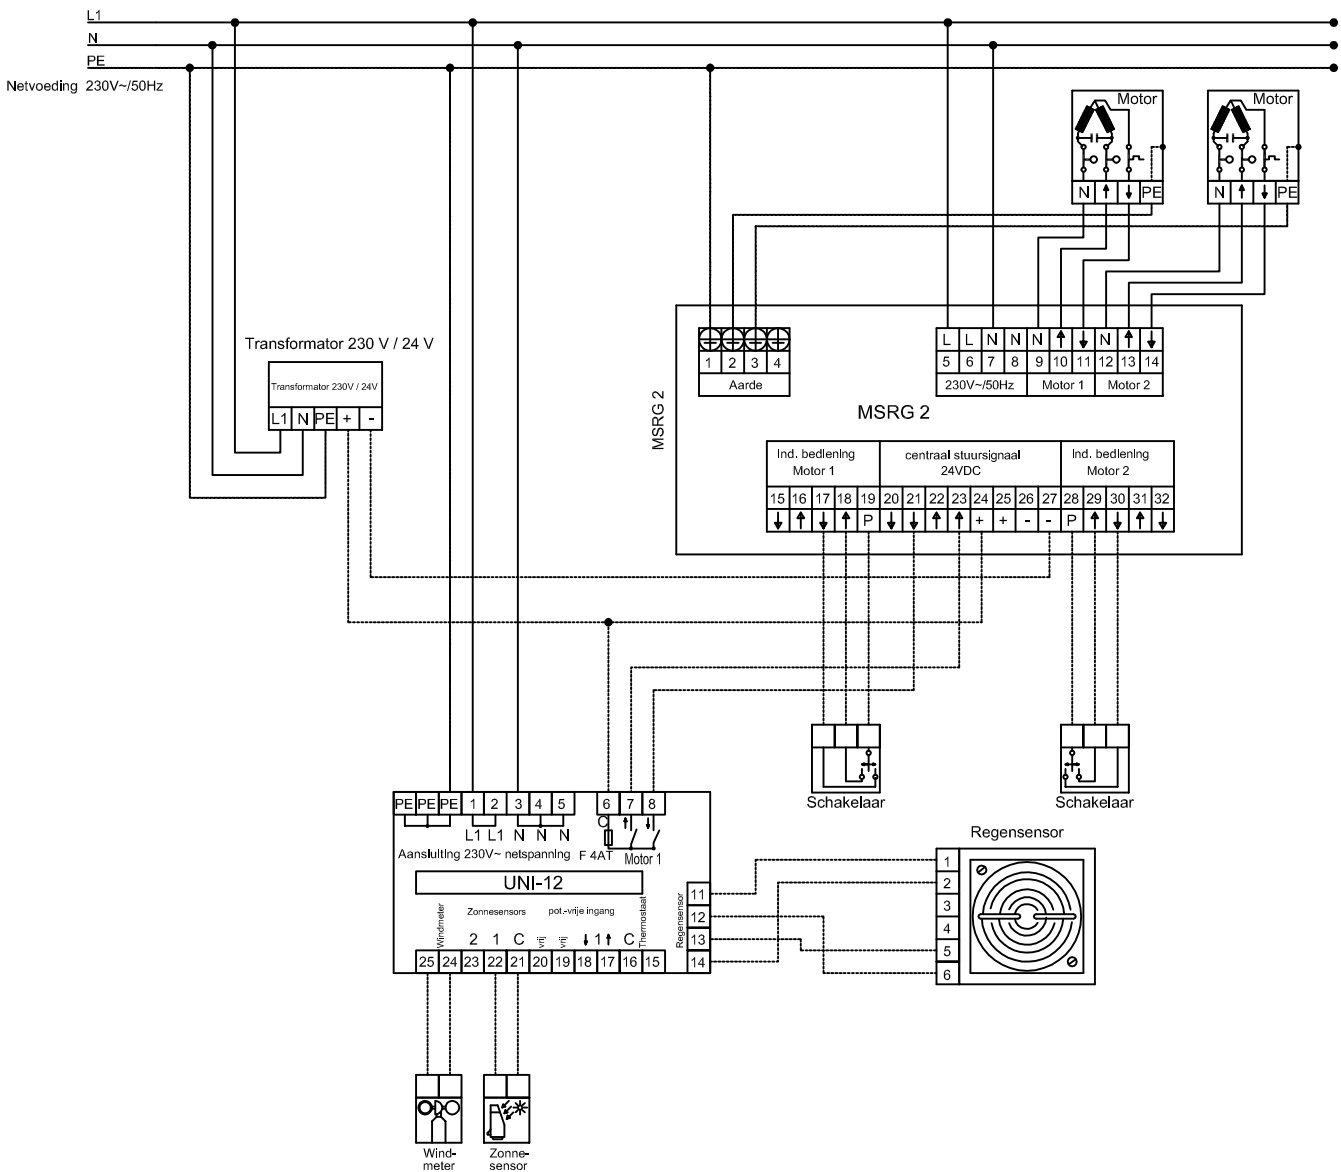 L1
N
PE
Netvoeding 230V~/50Hz
Motor
Motor
N PE
N PE
Transformator 230 V / 24 V
Transformator 230V / 24V
L1 N PE + -
MSRG 2
L L N N N N
1 2 3 4
5 6 7 8 9 10 11 12 13 14
Aarde
230V~/50Hz Motor 1 Motor 2
MSRG 2
Ind. bediening
Motor 1
centraal stuursignaal
24VDC
Ind. bediening
Motor 2
15 16 17 18 19 20 21 22 23 24 25 26 27 28 29 30 31 32
P + + - - P
Schakelaar
Schakelaar
PE PE PE 1 2 3 4 5 6 7 8
C
L1 L1 N N N
Aansluiting 230V~ netspanning F 4AT Motor 1
UNI-12
Windmeter
Zonnesensors
pot.-vrije ingang
Thermostaat
Regensensor
2 1 C vrij vrij 1 C
25 24 23 22 21 20 19 18 17 16 15
11
12
13
14
Regensensor
1
2
3
4
5
6
Wind-
meter
Zonne-
sensor